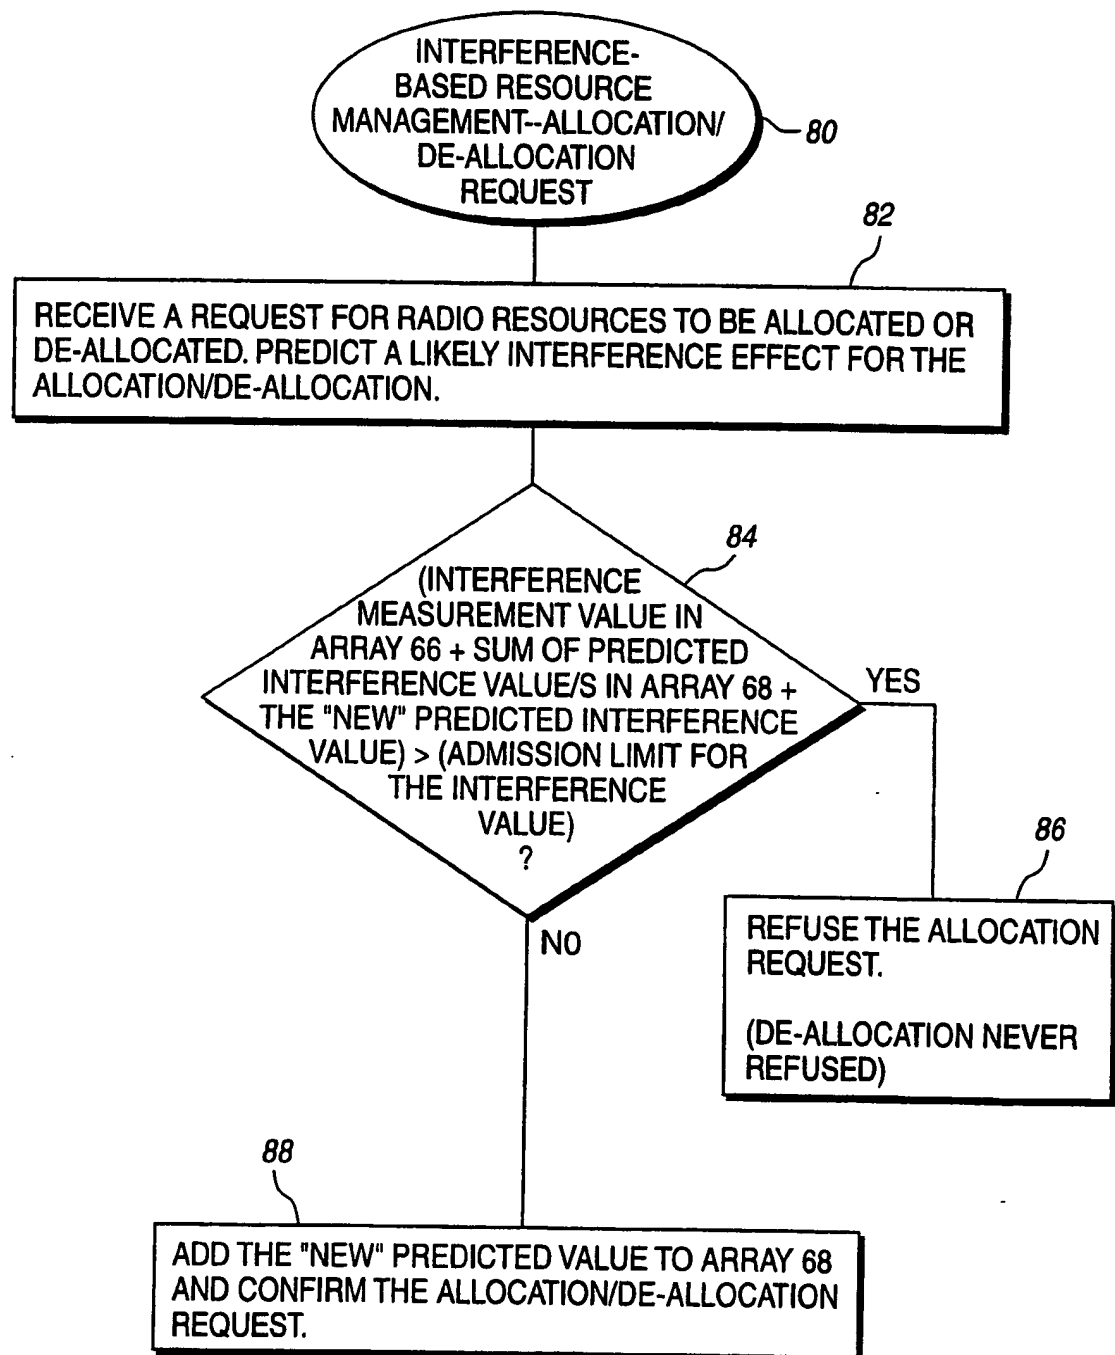 INTERFERENCE-
BASED RESOURCE
MANAGEMENT--ALLOCATION/
DE-ALLOCATION
REQUEST
80
82
RECEIVE A REQUEST FOR RADIO RESOURCES TO BE ALLOCATED OR
DE-ALLOCATED. PREDICT A LIKELY INTERFERENCE EFFECT FOR THE
ALLOCATION/DE-ALLOCATION.
84
(INTERFERENCE
MEASUREMENT VALUE IN
ARRAY 66 + SUM OF PREDICTED
INTERFERENCE VALUE/S IN ARRAY 68 +
THE "NEW" PREDICTED INTERFERENCE
VALUE) > (ADMISSION LIMIT FOR
THE INTERFERENCE
VALUE)
?
YES
NO
86
REFUSE THE ALLOCATION
REQUEST.
(DE-ALLOCATION NEVER
REFUSED)
88
ADD THE "NEW" PREDICTED VALUE TO ARRAY 68
AND CONFIRM THE ALLOCATION/DE-ALLOCATION
REQUEST.